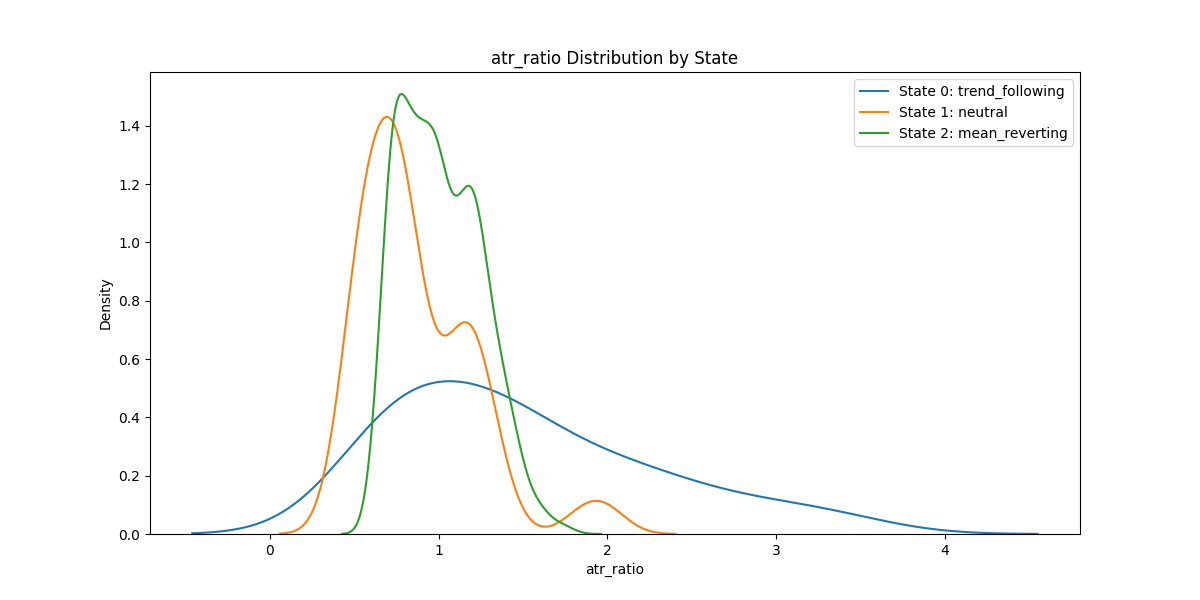 atr_ratio Distribution by State
State 0: trend_following
State 1: neutral
State 2: mean_reverting
Density
1.4
1.2
1.0
0.8
0.6
0.4
0.2
0.0
0 1 2 3 4
atr_ratio